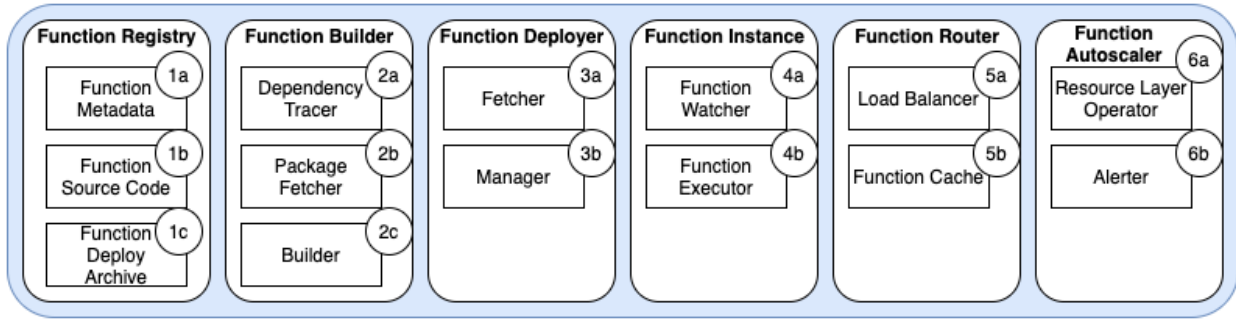 Function Registry
1a
Function
Metadata
1b
Function
Source Code
1c
Function
Deploy
Archive
Function Builder
2a
Dependency
Tracer
2b
Package
Fetcher
2c
Builder
Function Deployer
3a
Fetcher
3b
Manager
Function Instance
4a
Function
Watcher
4b
Function
Executor
Function Router
5a
Load Balancer
5b
Function Cache
Function
Autoscaler
6a
Resource Layer
Operator
6b
Alerter